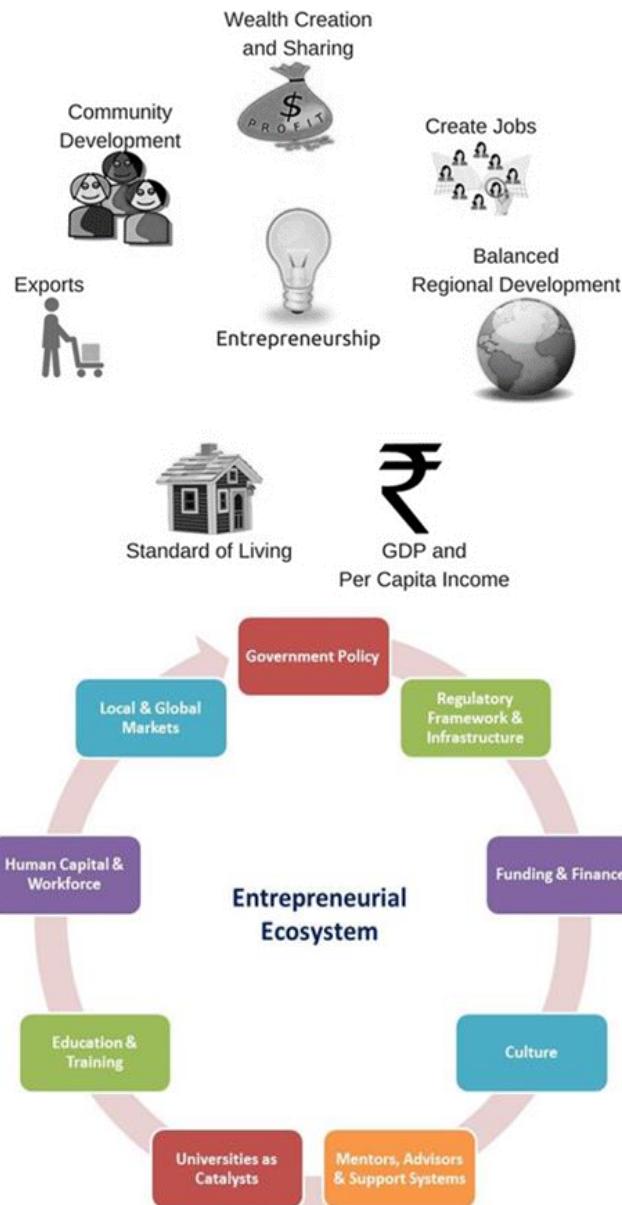 Wealth Creation
and Sharing
$
PROFIT
Community
Development
Create Jobs
Balanced
Regional Development
Exports
Entrepreneurship
₹
Standard of Living
GDP and
Per Capita Income
Government Policy
Local & Global
Markets
Regulatory
Framework &
Infrastructure
Human Capital &
Workforce
Funding & Finance
Entrepreneurial
Ecosystem
Education &
Training
Culture
Universities as
Catalysts
Mentors, Advisors
& Support Systems